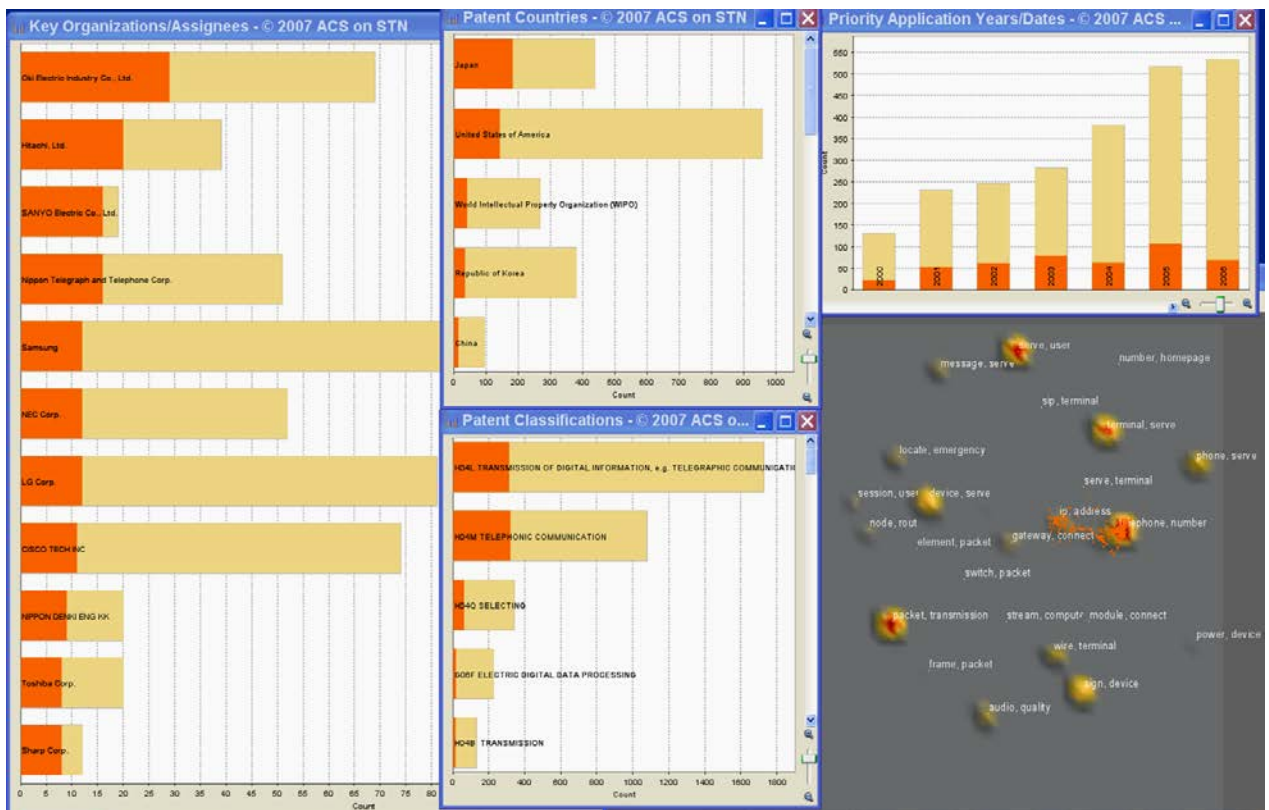 Key Organizations/Assignees - © 2007 ACS on STN
Oki Electric Industry Co., Ltd.
Hitachi, Ltd.
SANYO Electric Co., Ltd.
Nippon Telegraph and Telephone Corp.
Samsung
NEC Corp.
LG Corp.
CISCO TECH INC
NIPPON DENKI ENG KK
Toshiba Corp.
Sharp Corp.
0 5 10 15 20 25 30 35 40 45 50 55 60 65 70 75 80
Count
Patent Countries - © 2007 ACS on STN
Japan
United States of America
World Intellectual Property Organization (WIPO)
Republic of Korea
China
0 100 200 300 400 500 600 700 800 900 1000
Count
Patent Classifications - © 2007 ACS o...
H04L TRANSMISSION OF DIGITAL INFORMATION, e.g. TELEGRAPHIC COMMUNICATI
H04M TELEPHONIC COMMUNICATION
H04Q SELECTING
G06F ELECTRIC DIGITAL DATA PROCESSING
H04B TRANSMISSION
0 200 400 600 800 1000 1200 1400 1600 1800
Count
Priority Application Years/Dates - © 2007 ACS ...
550
500
450
400
350
300
250
200
150
100
50
0
Count
2000 2001 2002 2003 2004 2005 2006
serve, user
number, homepage
message, serve
sip, terminal
terminal, serve
locate, emergency
phone, serve
serve, terminal
session, user
device, serve
ip, address
node, rout
telephone, number
gateway, connect
element, packet
switch, packet
packet, transmission
stream, compute
module, connect
power, device
wire, terminal
frame, packet
sign, device
audio, quality